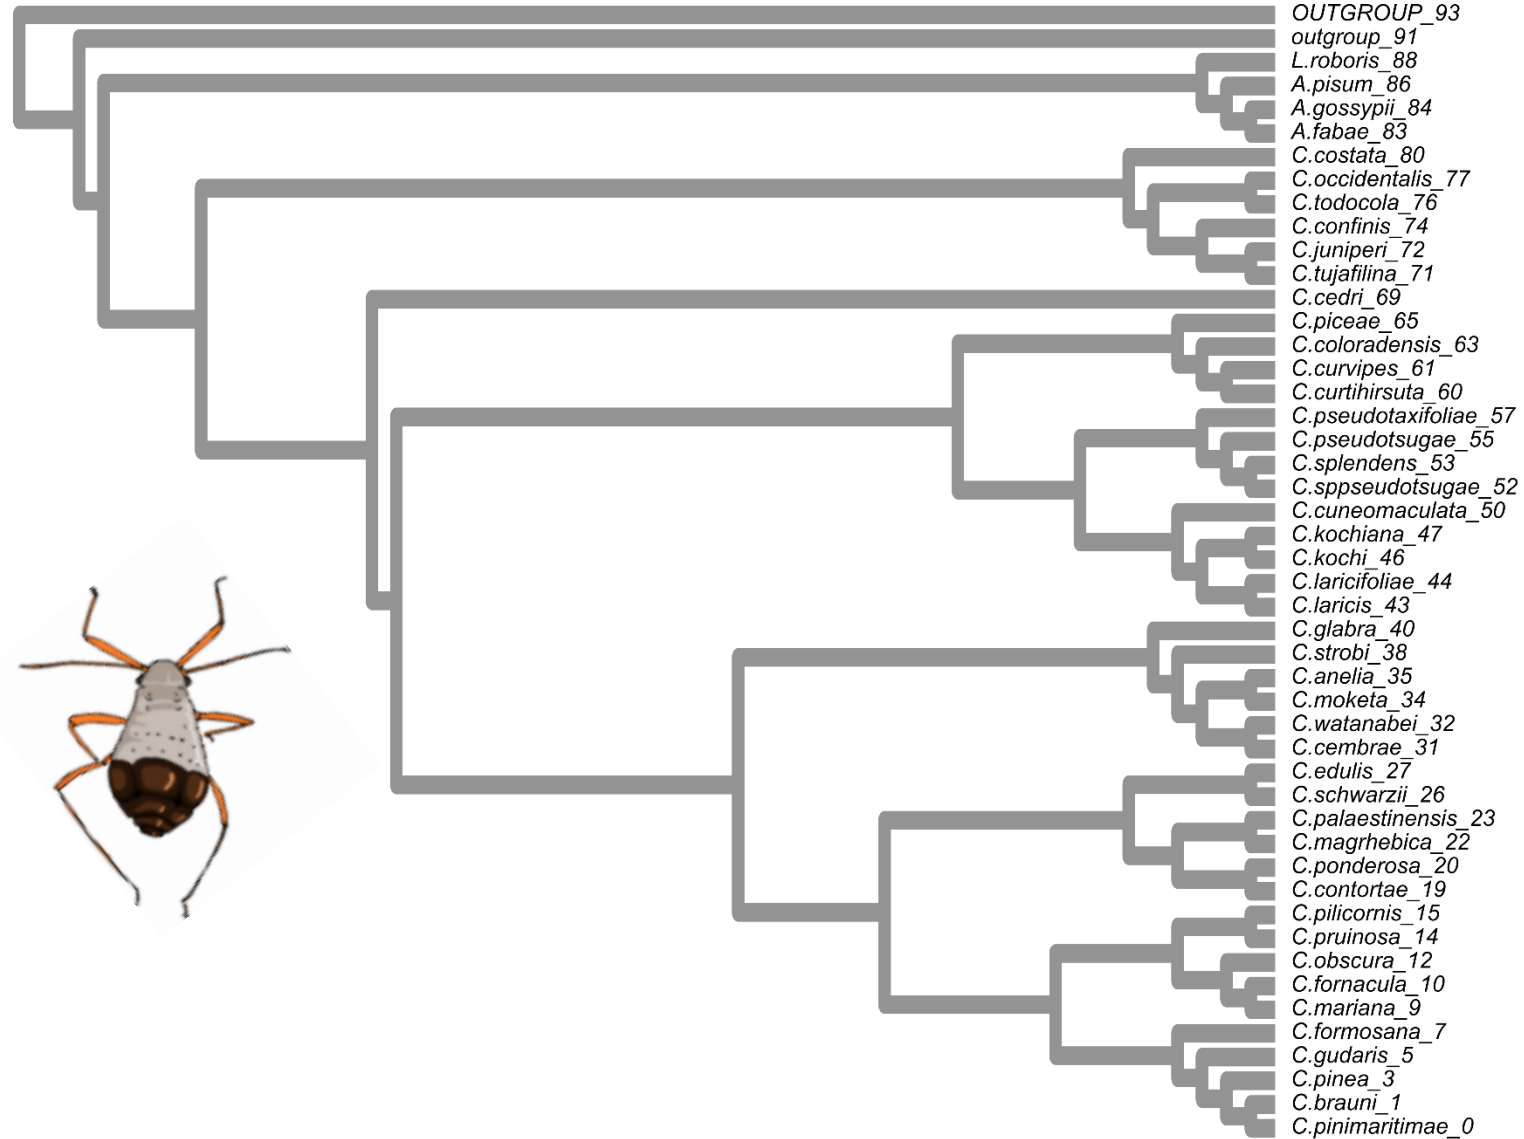 OUTGROUP_93
outgroup_91
L.roboris_88
A.pisum_86
A.gossypii_84
A.fabae_83
C.costata_80
C.occidentalis_77
C.todocola_76
C.confinis_74
C.juniperi_72
C.tujafilina_71
C.cedri_69
C.piceae_65
C.coloradensis_63
C.curvipes_61
C.curtihirsuta_60
C.pseudotaxifoliae_57
C.pseudotsugae_55
C.splendens_53
C.sppseudotsugae_52
C.cuneomaculata_50
C.kochiana_47
C.kochi_46
C.laricifoliae_44
C.laricis_43
C.glabra_40
C.strobi_38
C.anelia_35
C.moketa_34
C.watanabei_32
C.cembrae_31
C.edulis_27
C.schwarzii_26
C.palaestinensis_23
C.magrhebica_22
C.ponderosa_20
C.contortae_19
C.pilicornis_15
C.pruinosa_14
C.obscura_12
C.fornacula_10
C.mariana_9
C.formosana_7
C.gudaris_5
C.pinea_3
C.brauni_1
C.pinimaritimae_0